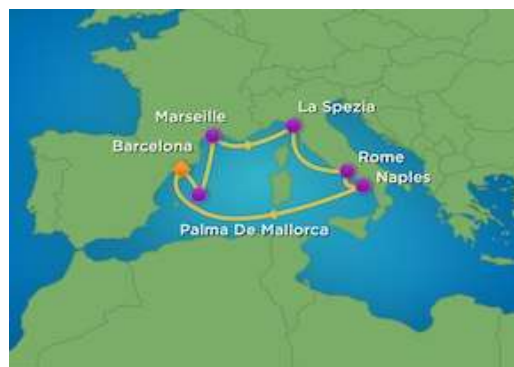 La Spezia
Marseille
Barcelona
Rome
Naples
Palma De Mallorca